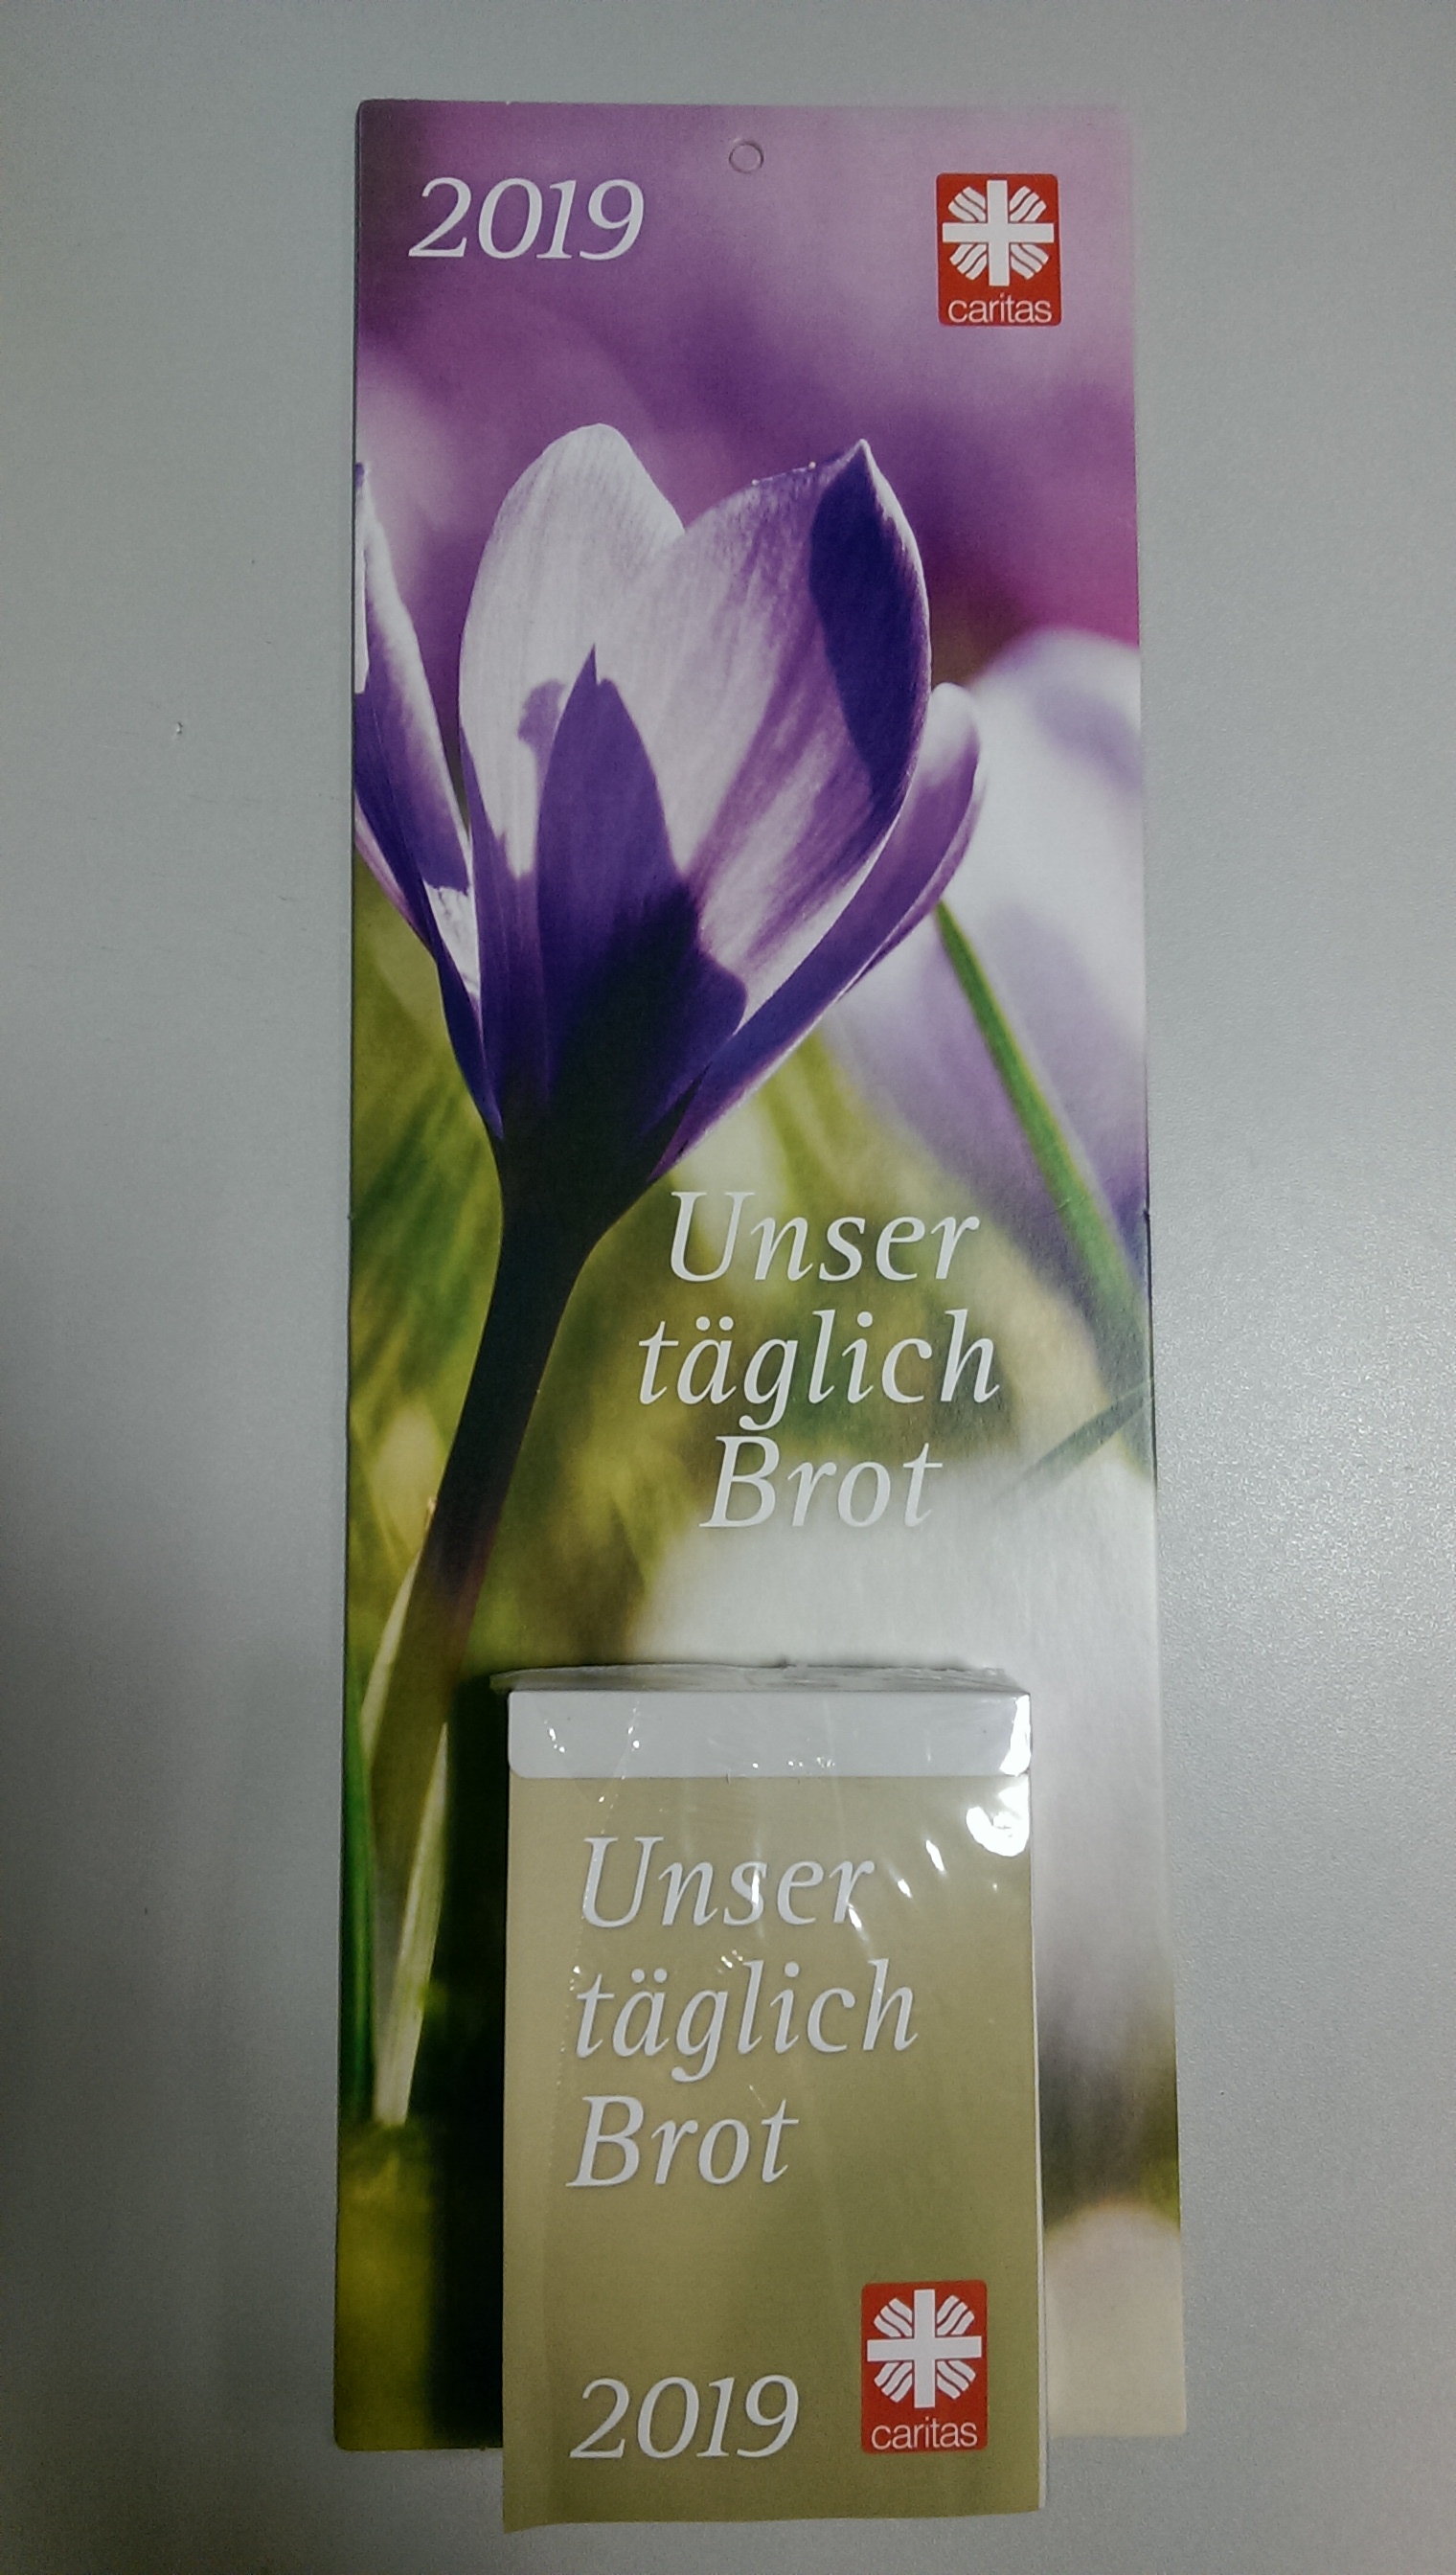 2019
caritas
Unser
täglich
Brot
Unser
täglich
Brot
2019
caritas